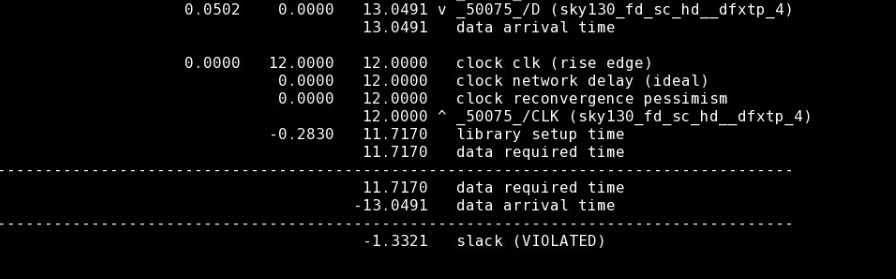 0.0502 0.0000 13.0491 v _50075_/D (sky130_fd_sc_hd__dfxtp_4)
13.0491 data arrival time
0.0000 12.0000 12.0000 clock clk (rise edge)
0.0000 12.0000 clock network delay (ideal)
0.0000 12.0000 clock reconvergence pessimism
12.0000 ^ _50075_/CLK (sky130_fd_sc_hd__dfxtp_4)
-0.2830 11.7170 library setup time
11.7170 data required time
---------------------------------------------------------------------------------------
11.7170 data required time
-13.0491 data arrival time
---------------------------------------------------------------------------------------
-1.3321 slack (VIOLATED)